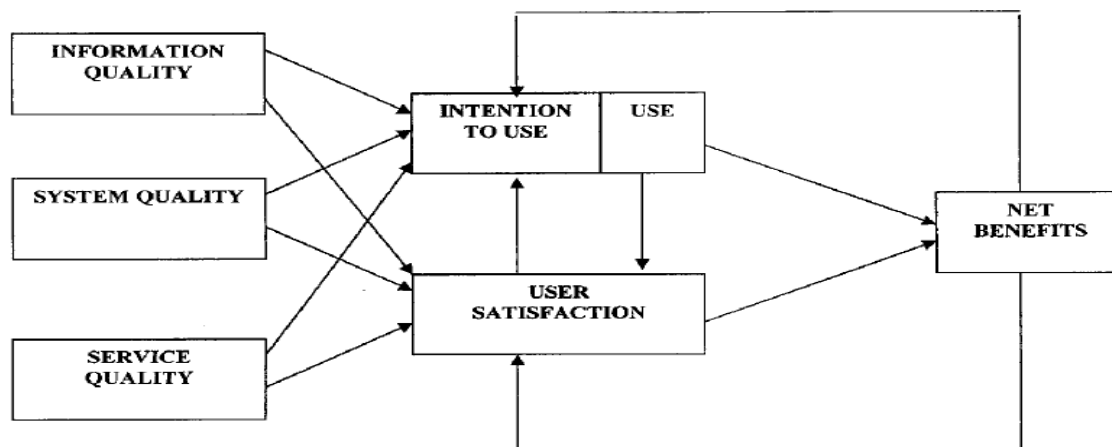 INFORMATION
QUALITY
INTENTION
TO USE
USE
SYSTEM QUALITY
NET
BENEFITS
USER
SATISFACTION
SERVICE
QUALITY